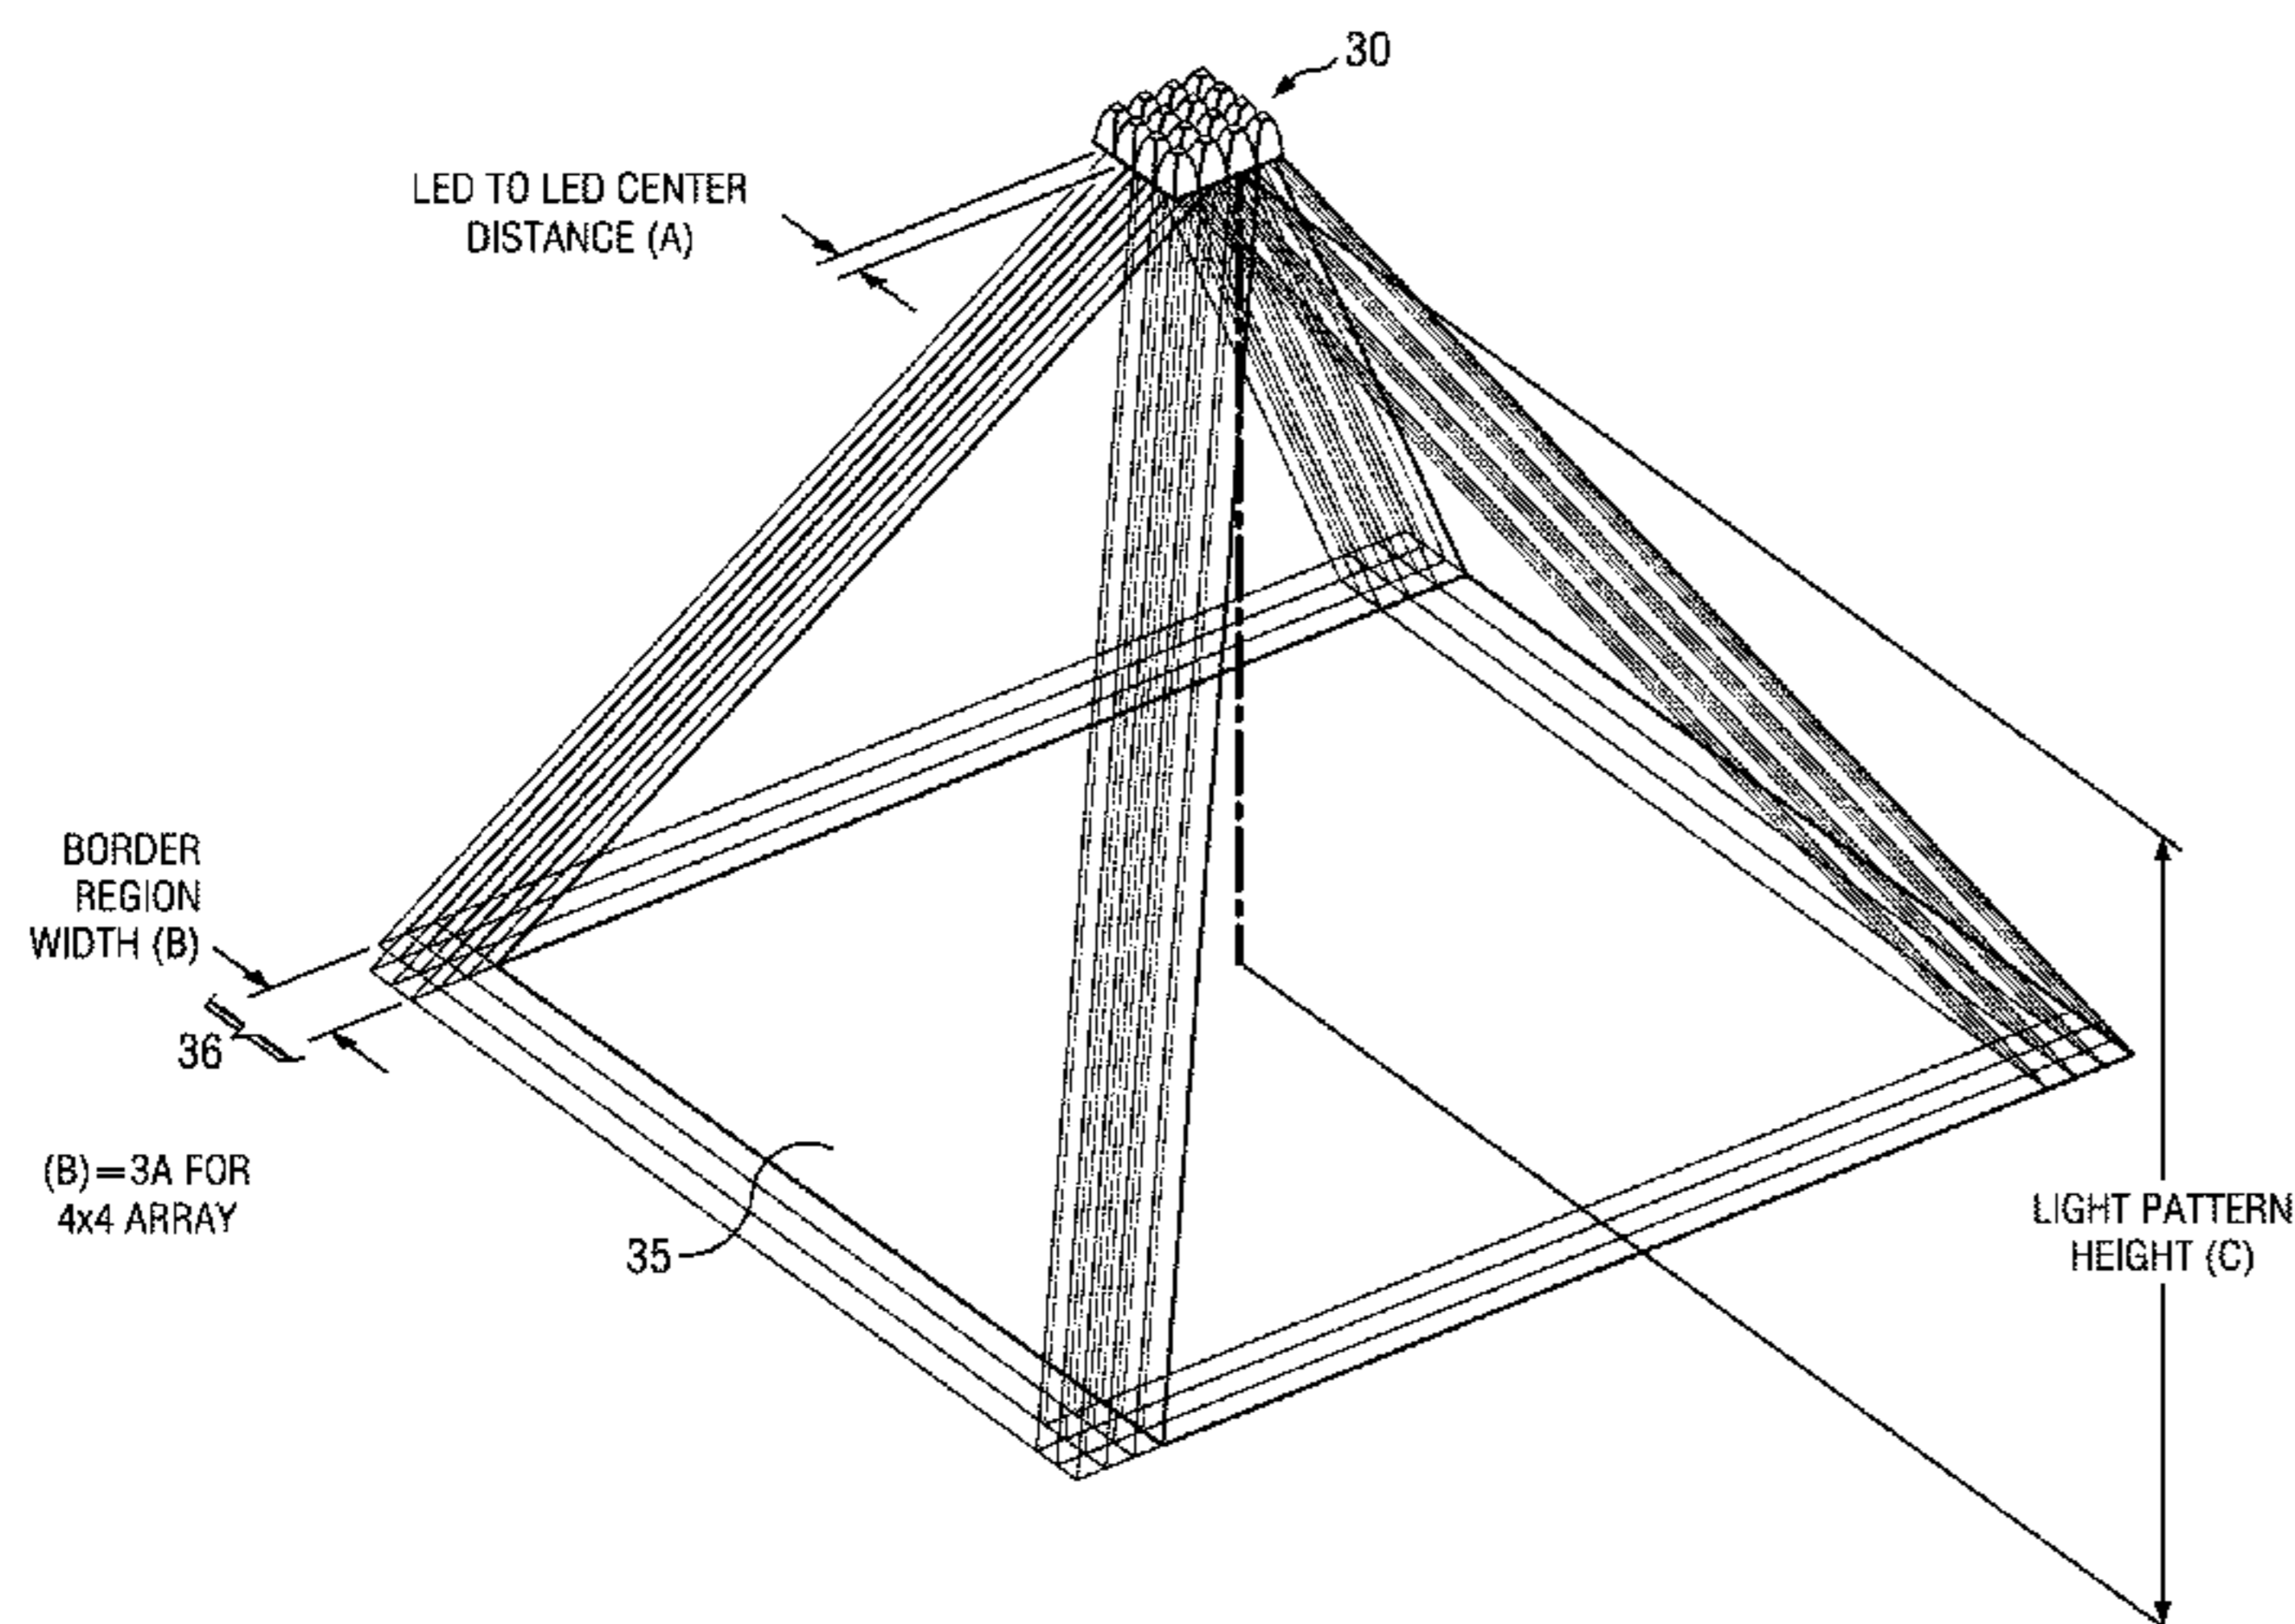 30
LED TO LED CENTER
DISTANCE (A)
BORDER
REGION
WIDTH (B)
36
(B)=3A FOR
4x4 ARRAY
35
LIGHT PATTERN
HEIGHT (C)